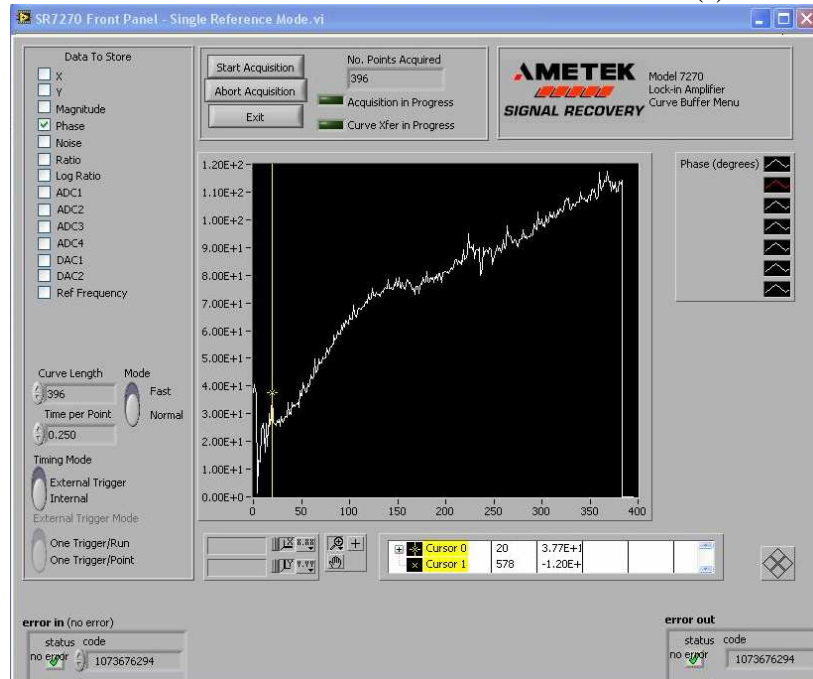 SR7270 Front Panel - Single Reference Mode.vi
Data To Store
X
Y
Magnitude
Phase
Noise
Ratio
Log Ratio
ADC1
ADC2
ADC3
ADC4
DAC1
DAC2
Ref Frequency
Curve Length
Mode
396
Fast
Time per Point
Normal
0.250
Timing Mode
External Trigger
Internal
External Trigger Mode
One Trigger/Run
One Trigger/Point
Start Acquisition
Abort Acquisition
Exit
No. Points Acquired
396
Acquisition in Progress
Curve Xfer in Progress
AMETEK
SIGNAL RECOVERY
Model 7270
Lock-in Amplifier
Curve Buffer Menu
1.20E+2
1.10E+2
1.00E+2
9.00E+1
8.00E+1
7.00E+1
6.00E+1
5.00E+1
4.00E+1
3.00E+1
2.00E+1
1.00E+1
0.00E+0
0 50 100 150 200 250 300 350 400
Phase (degrees)
X
Y
Cursor 0 20 3.77E+1
Cursor 1 578 -1.20E+
error in (no error)
status code
no error 1073676294
error out
status code
no error 1073676294